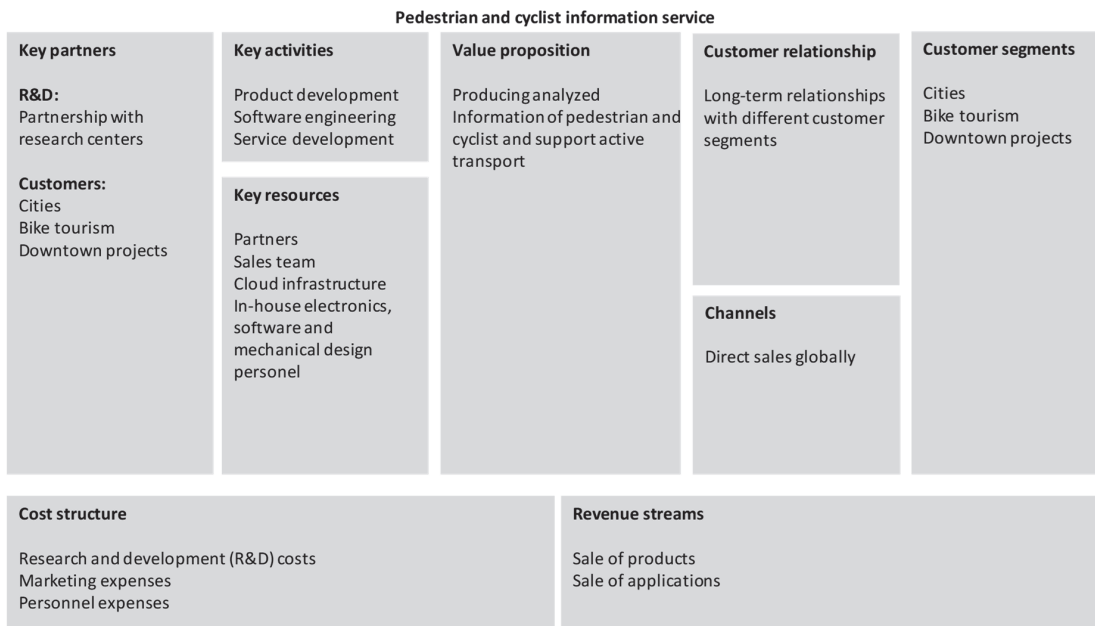 Pedestrian and cyclist information service
Key partners
R&D:
Partnership with
research centers
Customers:
Cities
Bike tourism
Downtown projects
Key activities
Product development
Software engineering
Service development
Key resources
Partners
Sales team
Cloud infrastructure
In-house electronics,
software and
mechanical design
personel
Value proposition
Producing analyzed
Information of pedestrian and
cyclist and support active
transport
Customer relationship
Long-term relationships
with different customer
segments
Channels
Direct sales globally
Customer segments
Cities
Bike tourism
Downtown projects
Cost structure
Research and development (R&D) costs
Marketing expenses
Personnel expenses
Revenue streams
Sale of products
Sale of applications